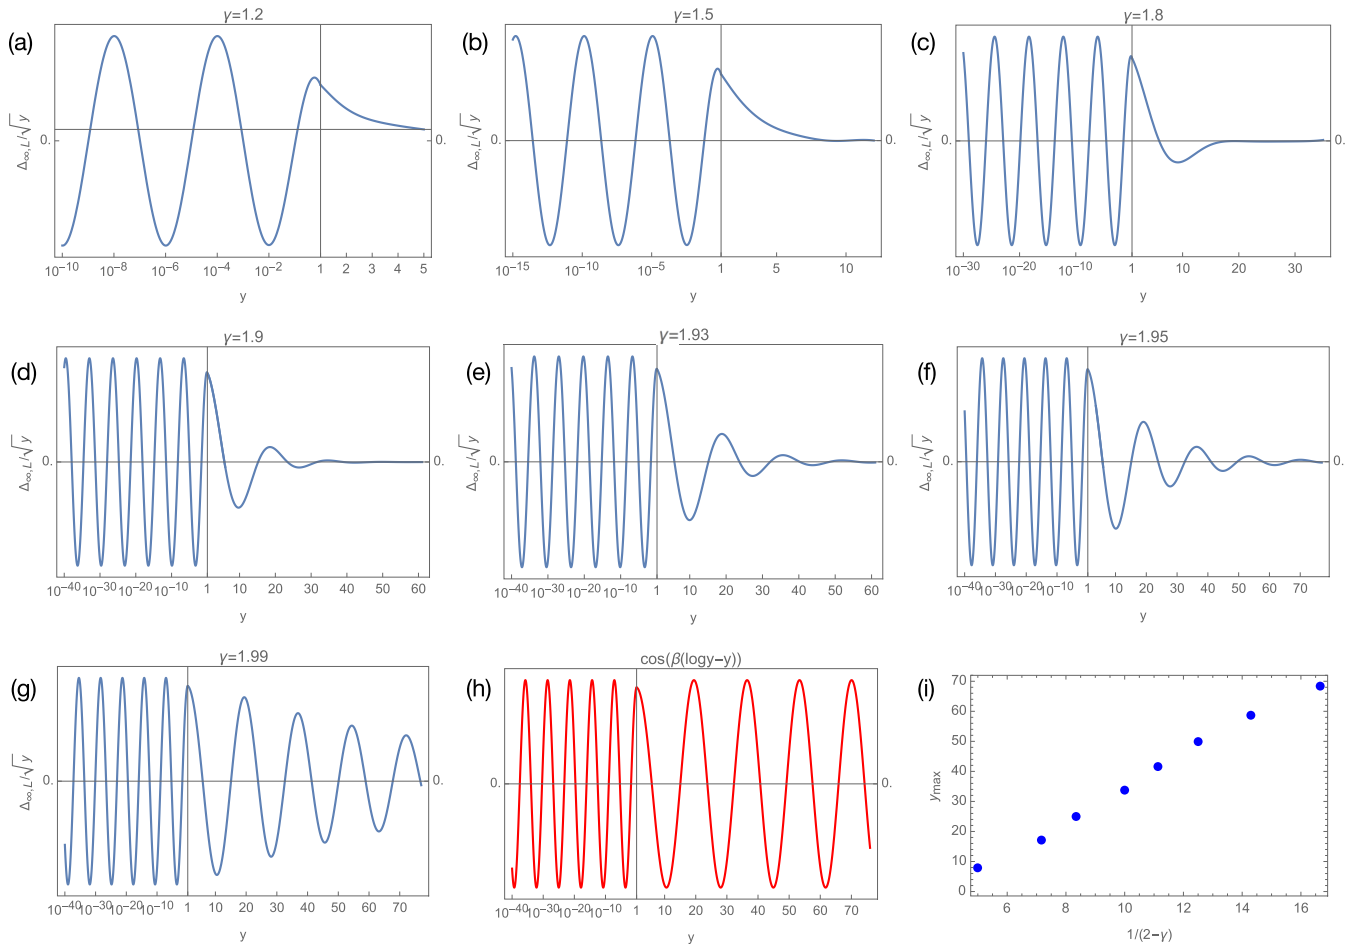 (a)
γ=1.2
Δ∞,L/√y
0.
0.
10⁻¹⁰ 10⁻⁸ 10⁻⁶ 10⁻⁴ 10⁻² 1 2 3 4 5
y
(b)
γ=1.5
Δ∞,L/√y
0.
0.
10⁻¹⁵ 10⁻¹⁰ 10⁻⁵ 1 5 10
y
(c)
γ=1.8
Δ∞,L/√y
0.
0.
10⁻³⁰ 10⁻²⁰ 10⁻¹⁰ 1 10 20 30
y
(d)
γ=1.9
Δ∞,L/√y
0.
0.
10⁻⁴⁰ 10⁻³⁰ 10⁻²⁰ 10⁻¹⁰ 1 10 20 30 40 50 60
y
(e)
γ=1.93
Δ∞,L/√y
0.
0.
10⁻⁴⁰ 10⁻³⁰ 10⁻²⁰ 10⁻¹⁰ 1 10 20 30 40 50 60
y
(f)
γ=1.95
Δ∞,L/√y
0.
0.
10⁻⁴⁰ 10⁻³⁰ 10⁻²⁰ 10⁻¹⁰ 1 10 20 30 40 50 60 70
y
(g)
γ=1.99
Δ∞,L/√y
0.
0.
10⁻⁴⁰ 10⁻³⁰ 10⁻²⁰ 10⁻¹⁰ 1 10 20 30 40 50 60 70
y
(h)
cos(β(logy−y))
0.
0.
10⁻⁴⁰ 10⁻³⁰ 10⁻²⁰ 10⁻¹⁰ 1 10 20 30 40 50 60 70
y
(i)
ymax
70
60
50
40
30
20
10
0
6 8 10 12 14 16
1/(2−γ)